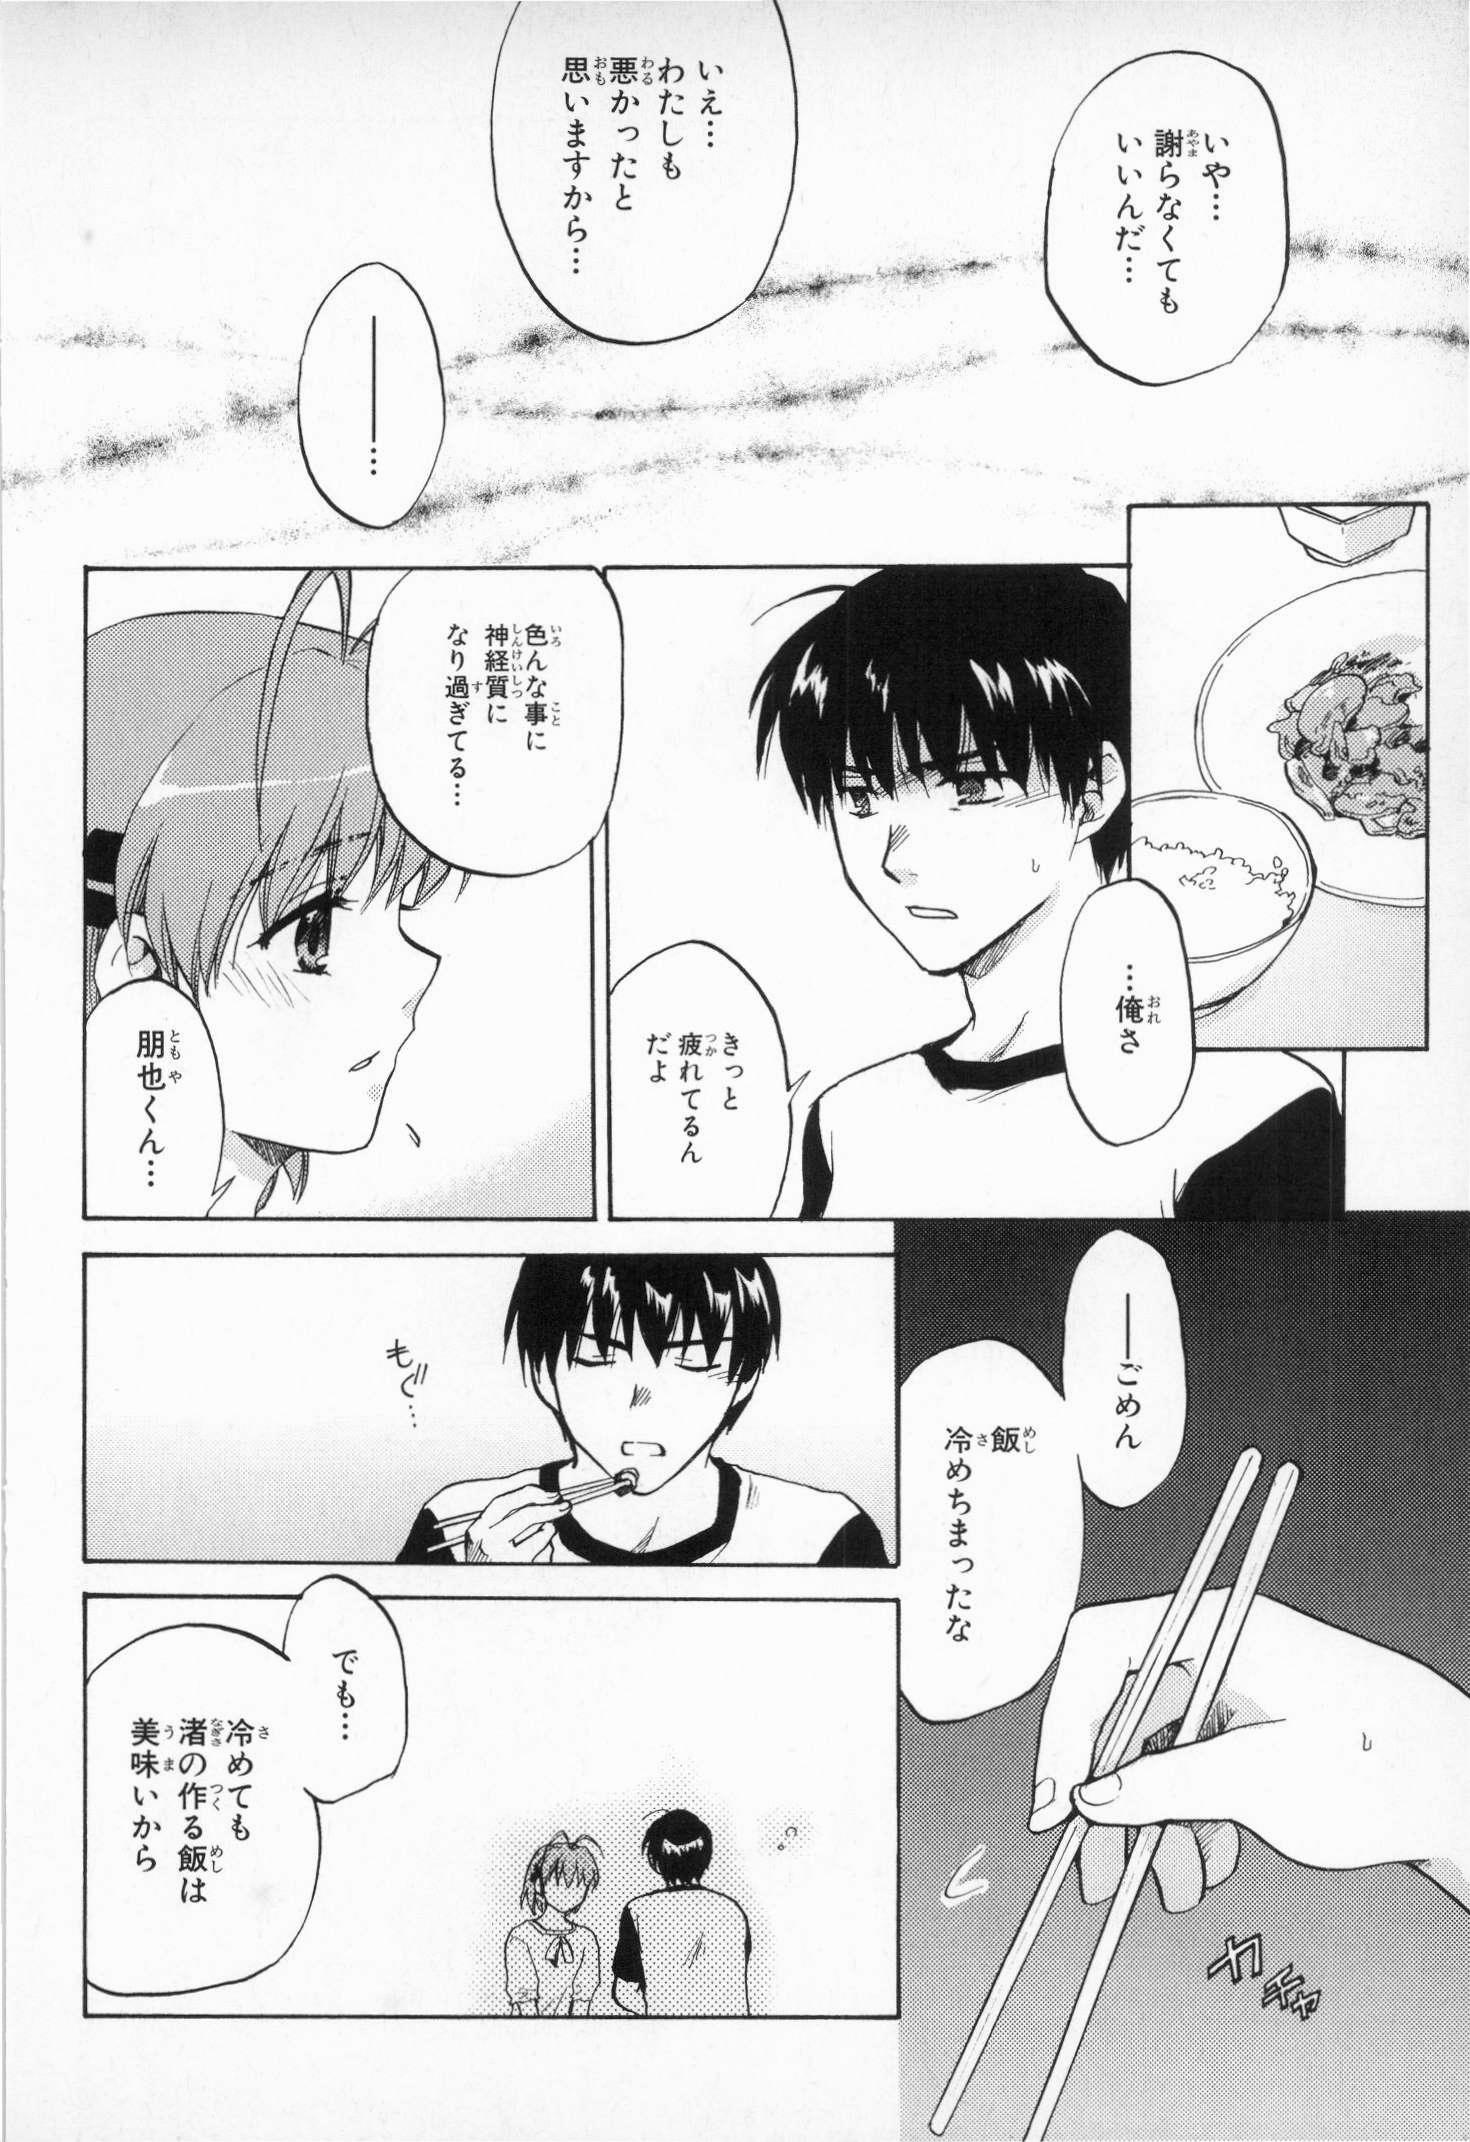 いや…
謝らなくても
いいんだ…
いえ…
わたしも
悪かったと
思いますから…
――…
…俺さ
きっと
疲れてるん
だよ
色んな事に
神経質に
なり過ぎてる…
朋也くん…
――ごめん
飯
冷めちまったな
カチャ
もぐ…
でも…
冷めても
渚の作る飯は
美味いから